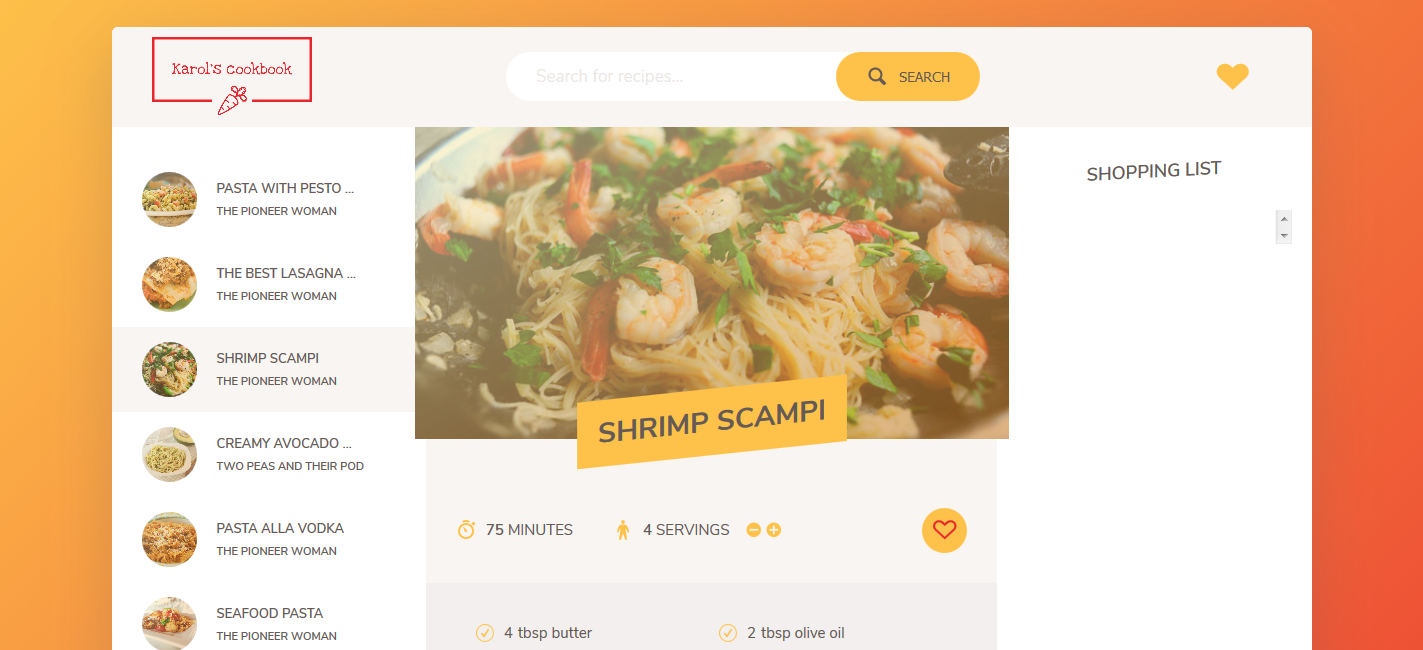 Karol's cookbook
Search for recipes...
SEARCH
PASTA WITH PESTO ...
THE PIONEER WOMAN
THE BEST LASAGNA ...
THE PIONEER WOMAN
SHRIMP SCAMPI
THE PIONEER WOMAN
CREAMY AVOCADO ...
TWO PEAS AND THEIR POD
PASTA ALLA VODKA
THE PIONEER WOMAN
SEAFOOD PASTA
THE PIONEER WOMAN
SHRIMP SCAMPI
75 MINUTES
4 SERVINGS
4 tbsp butter
2 tbsp olive oil
SHOPPING LIST